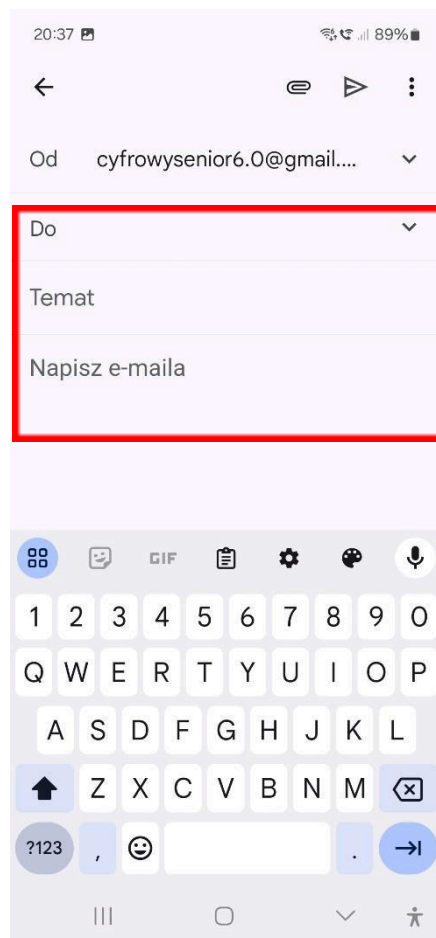 20:37 89%
Od cyfrowysenior6.0@gmail....
Do
Temat
Napisz e-maila
GIF
1 2 3 4 5 6 7 8 9 0
Q W E R T Y U I O P
A S D F G H J K L
Z X C V B N M
?123 , .